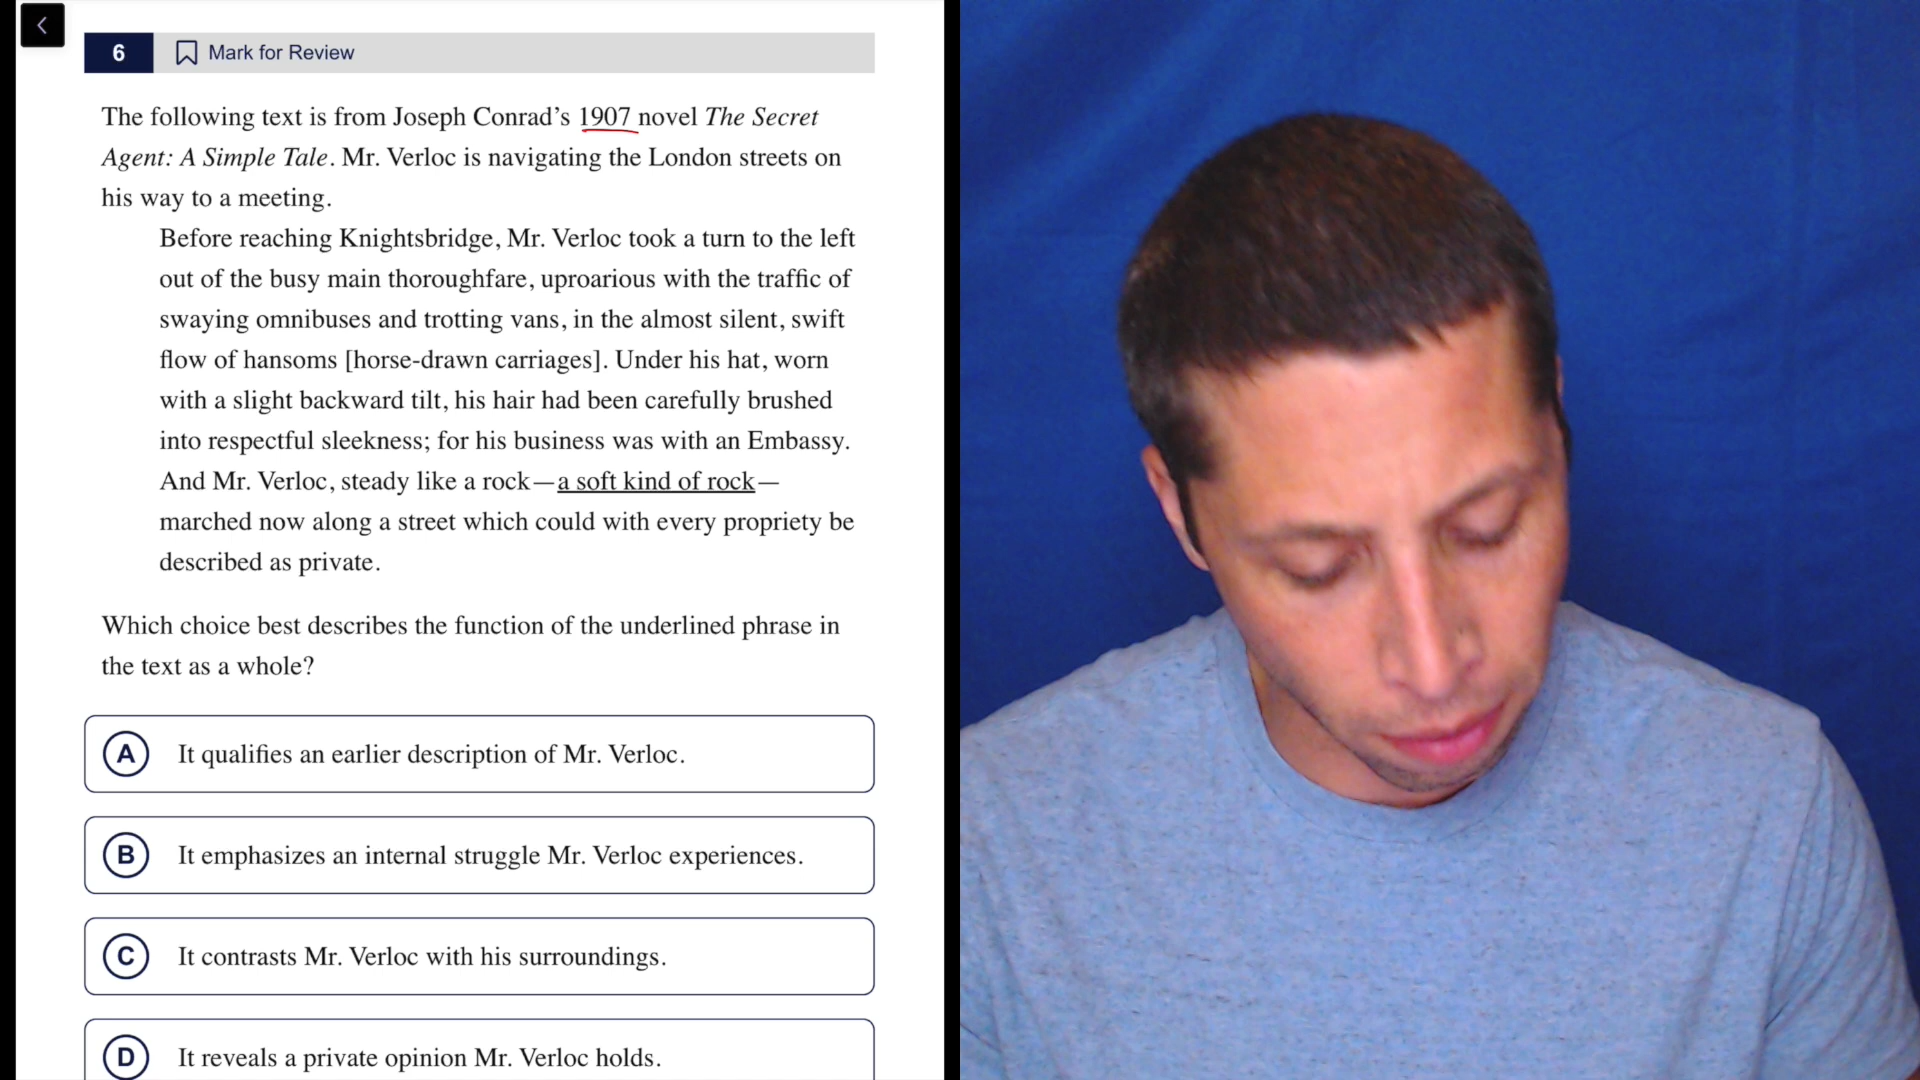 6 Mark for Review
The following text is from Joseph Conrad’s 1907 novel The Secret
Agent: A Simple Tale. Mr. Verloc is navigating the London streets on
his way to a meeting.
Before reaching Knightsbridge, Mr. Verloc took a turn to the left
out of the busy main thoroughfare, uproarious with the traffic of
swaying omnibuses and trotting vans, in the almost silent, swift
flow of hansoms [horse-drawn carriages]. Under his hat, worn
with a slight backward tilt, his hair had been carefully brushed
into respectful sleekness; for his business was with an Embassy.
And Mr. Verloc, steady like a rock—a soft kind of rock—
marched now along a street which could with every propriety be
described as private.
Which choice best describes the function of the underlined phrase in
the text as a whole?
A It qualifies an earlier description of Mr. Verloc.
B It emphasizes an internal struggle Mr. Verloc experiences.
C It contrasts Mr. Verloc with his surroundings.
D It reveals a private opinion Mr. Verloc holds.